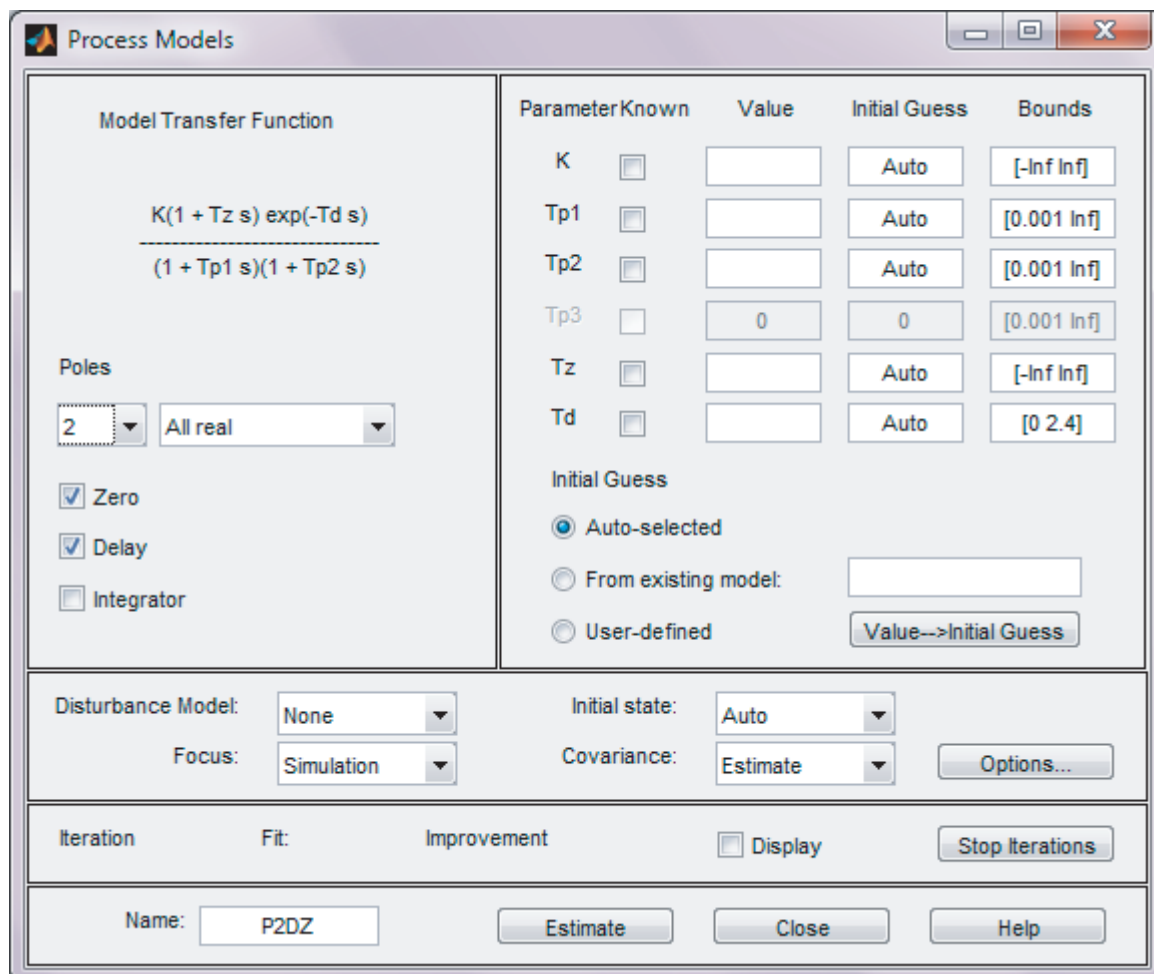 Process Models
Model Transfer Function
K(1 + Tz s) exp(-Td s)
------------------------------
(1 + Tp1 s)(1 + Tp2 s)
Poles
2 All real
Zero
Delay
Integrator
Parameter Known Value Initial Guess Bounds
K Auto [-Inf Inf]
Tp1 Auto [0.001 Inf]
Tp2 Auto [0.001 Inf]
Tp3 0 0 [0.001 Inf]
Tz Auto [-Inf Inf]
Td Auto [0 2.4]
Initial Guess
Auto-selected
From existing model:
User-defined Value-->Initial Guess
Disturbance Model: None Initial state: Auto
Focus: Simulation Covariance: Estimate Options...
Iteration Fit: Improvement Display Stop Iterations
Name: P2DZ Estimate Close Help